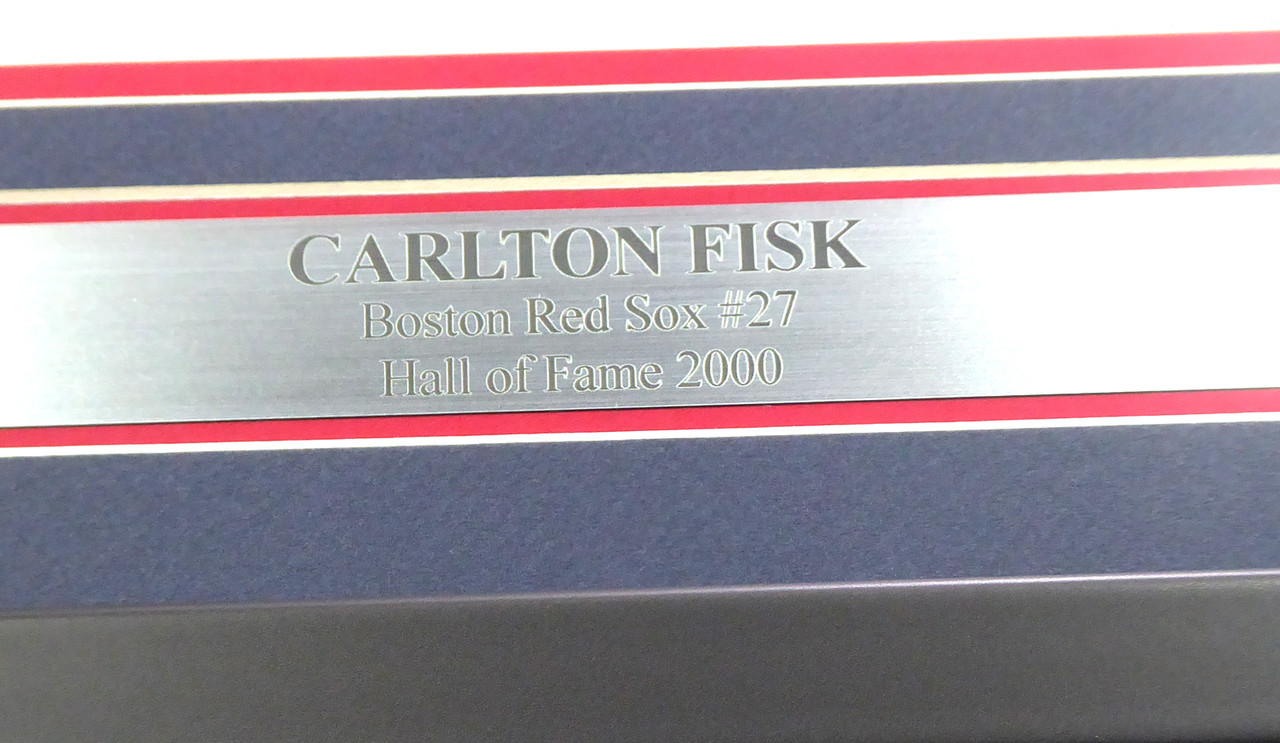 CARLTON FISK
Boston Red Sox #27
Hall of Fame 2000